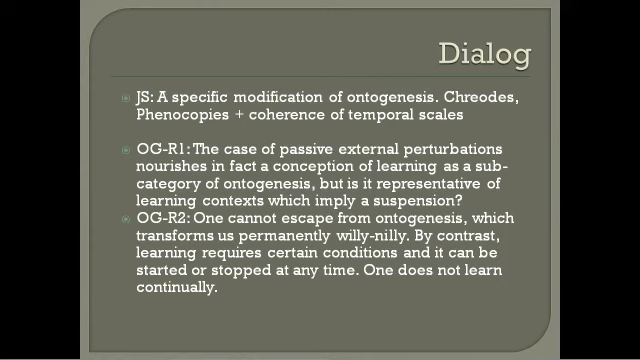 Dialog
JS: A specific modification of ontogenesis. Chreodes,
Phenocopies + coherence of temporal scales
OG-R1: The case of passive external perturbations
nourishes in fact a conception of learning as a sub-
category of ontogenesis, but is it representative of
learning contexts which imply a suspension?
OG-R2: One cannot escape from ontogenesis, which
transforms us permanently willy-nilly. By contrast,
learning requires certain conditions and it can be
started or stopped at any time. One does not learn
continually.